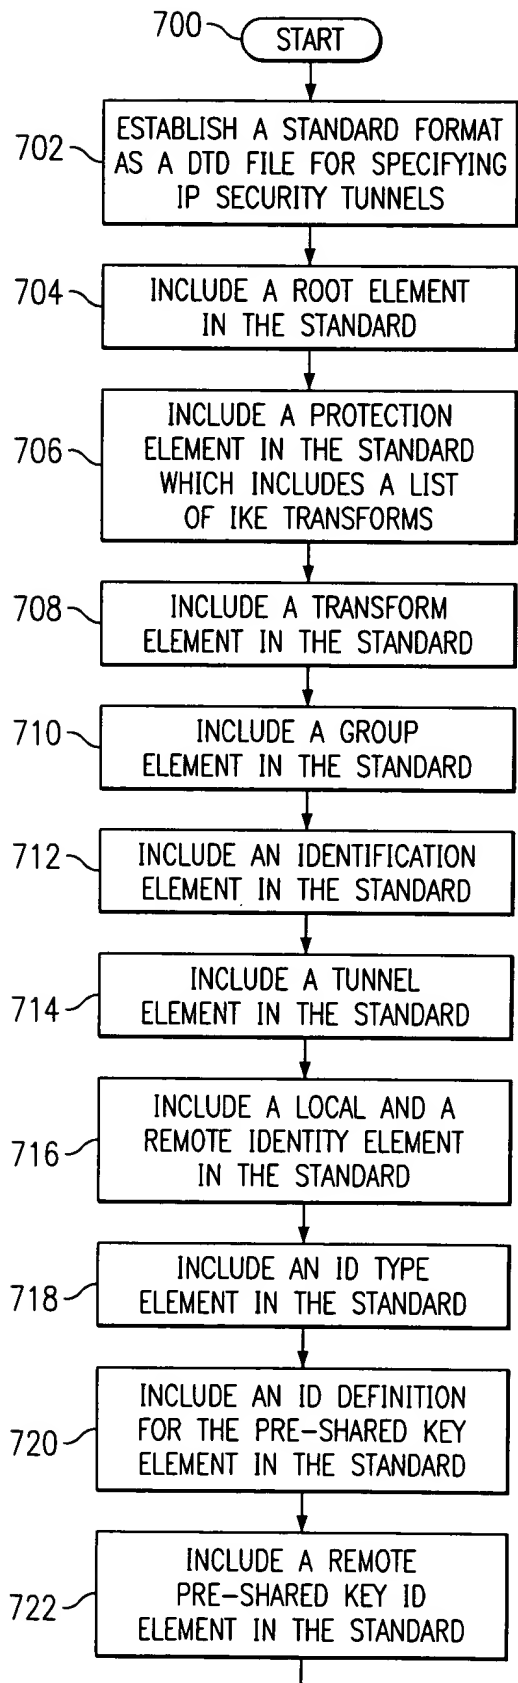 700
START
702
ESTABLISH A STANDARD FORMAT
AS A DTD FILE FOR SPECIFYING
IP SECURITY TUNNELS
704
INCLUDE A ROOT ELEMENT
IN THE STANDARD
706
INCLUDE A PROTECTION
ELEMENT IN THE STANDARD
WHICH INCLUDES A LIST
OF IKE TRANSFORMS
708
INCLUDE A TRANSFORM
ELEMENT IN THE STANDARD
710
INCLUDE A GROUP
ELEMENT IN THE STANDARD
712
INCLUDE AN IDENTIFICATION
ELEMENT IN THE STANDARD
714
INCLUDE A TUNNEL
ELEMENT IN THE STANDARD
716
INCLUDE A LOCAL AND A
REMOTE IDENTITY ELEMENT
IN THE STANDARD
718
INCLUDE AN ID TYPE
ELEMENT IN THE STANDARD
720
INCLUDE AN ID DEFINITION
FOR THE PRE-SHARED KEY
ELEMENT IN THE STANDARD
722
INCLUDE A REMOTE
PRE-SHARED KEY ID
ELEMENT IN THE STANDARD